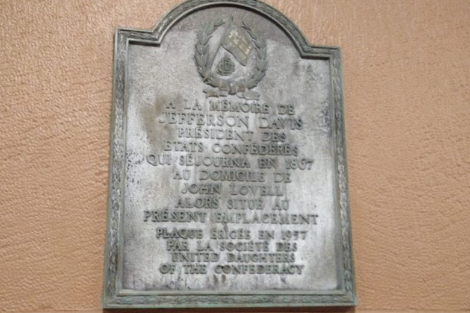 A LA MÉMOIRE DE
JEFFERSON DAVIS
PRÉSIDENT DES
ÉTATS CONFÉDÉRÉS
QUI SÉJOURNA EN 1867
AU DOMICILE DE
JOHN LOVELL
ALORS SITUÉ AU
PRÉSENT EMPLACEMENT
PLAQUE ÉRIGÉE EN 1957
PAR LA SOCIÉTÉ DES
UNITED DAUGHTERS
OF THE CONFEDERACY